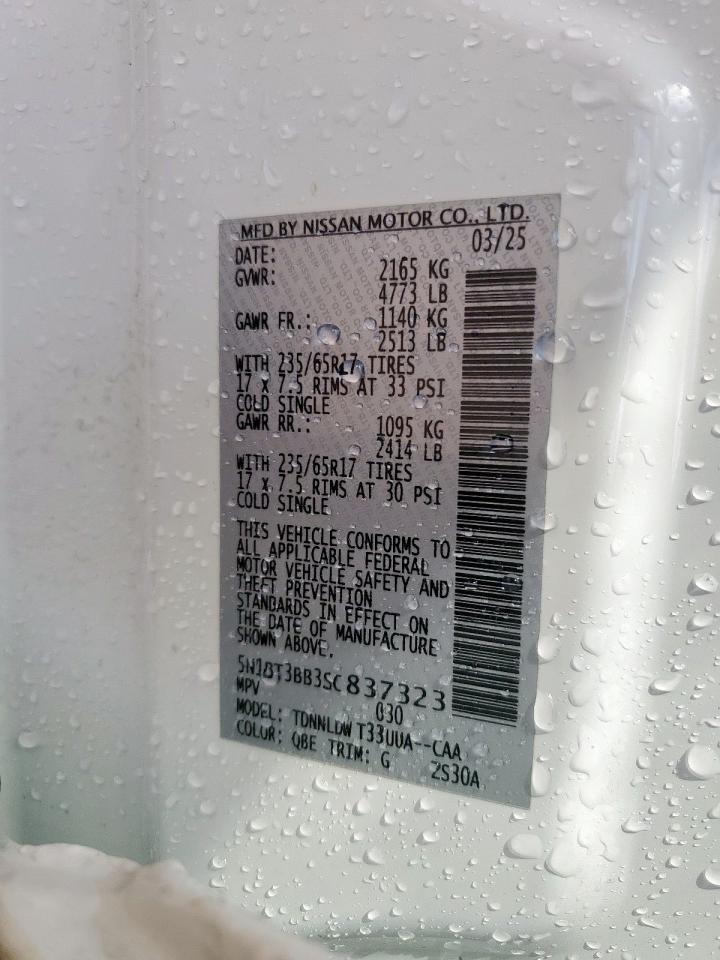 MFD BY NISSAN MOTOR CO., LTD.
DATE: 03/25
GVWR: 2165 KG
4773 LB
GAWR FR.: 1140 KG
2513 LB
WITH 235/65R17 TIRES
17 x 7.5 RIMS AT 33 PSI
COLD SINGLE
GAWR RR.: 1095 KG
2414 LB
WITH 235/65R17 TIRES
17 x 7.5 RIMS AT 30 PSI
COLD SINGLE
THIS VEHICLE CONFORMS TO
ALL APPLICABLE FEDERAL
MOTOR VEHICLE SAFETY AND
THEFT PREVENTION
STANDARDS IN EFFECT ON
THE DATE OF MANUFACTURE
SHOWN ABOVE.
5N1BT3BB3SC837323
MPV 030
MODEL: TDNNLDW T33UUA--CAA
COLOR: QBE TRIM: G 2S30A